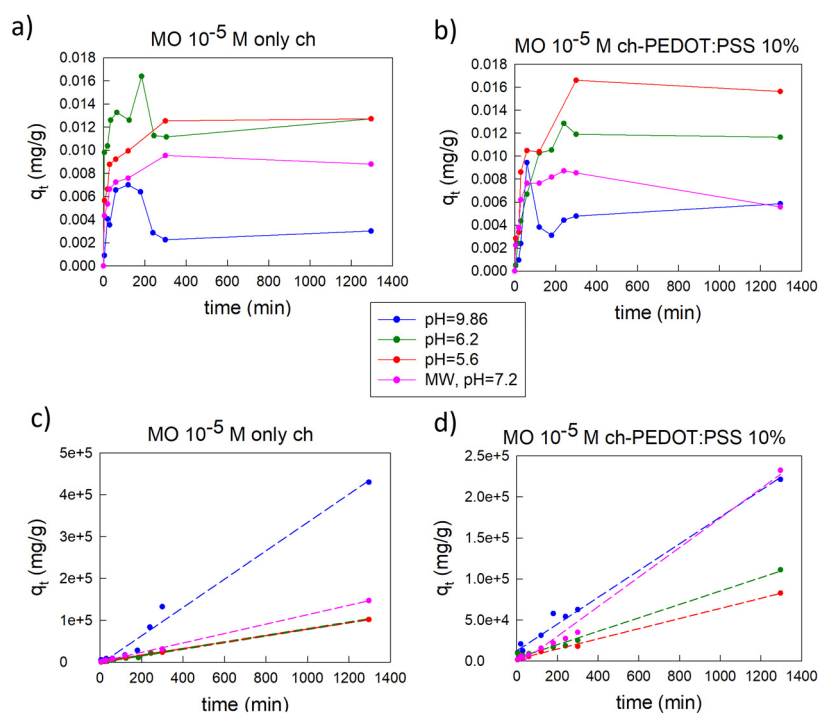 a)
MO 10⁻⁵ M only ch
qₜ (mg/g)
0.018
0.016
0.014
0.012
0.010
0.008
0.006
0.004
0.002
0.000
0 200 400 600 800 1000 1200 1400
time (min)
b)
MO 10⁻⁵ M ch-PEDOT:PSS 10%
qₜ (mg/g)
0.018
0.016
0.014
0.012
0.010
0.008
0.006
0.004
0.002
0.000
0 200 400 600 800 1000 1200 1400
time (min)
pH=9.86
pH=6.2
pH=5.6
MW, pH=7.2
c)
MO 10⁻⁵ M only ch
qₜ (mg/g)
5e+5
4e+5
3e+5
2e+5
1e+5
0
0 200 400 600 800 1000 1200 1400
time (min)
d)
MO 10⁻⁵ M ch-PEDOT:PSS 10%
qₜ (mg/g)
2.5e+5
2.0e+5
1.5e+5
1.0e+5
5.0e+4
0.0
0 200 400 600 800 1000 1200 1400
time (min)